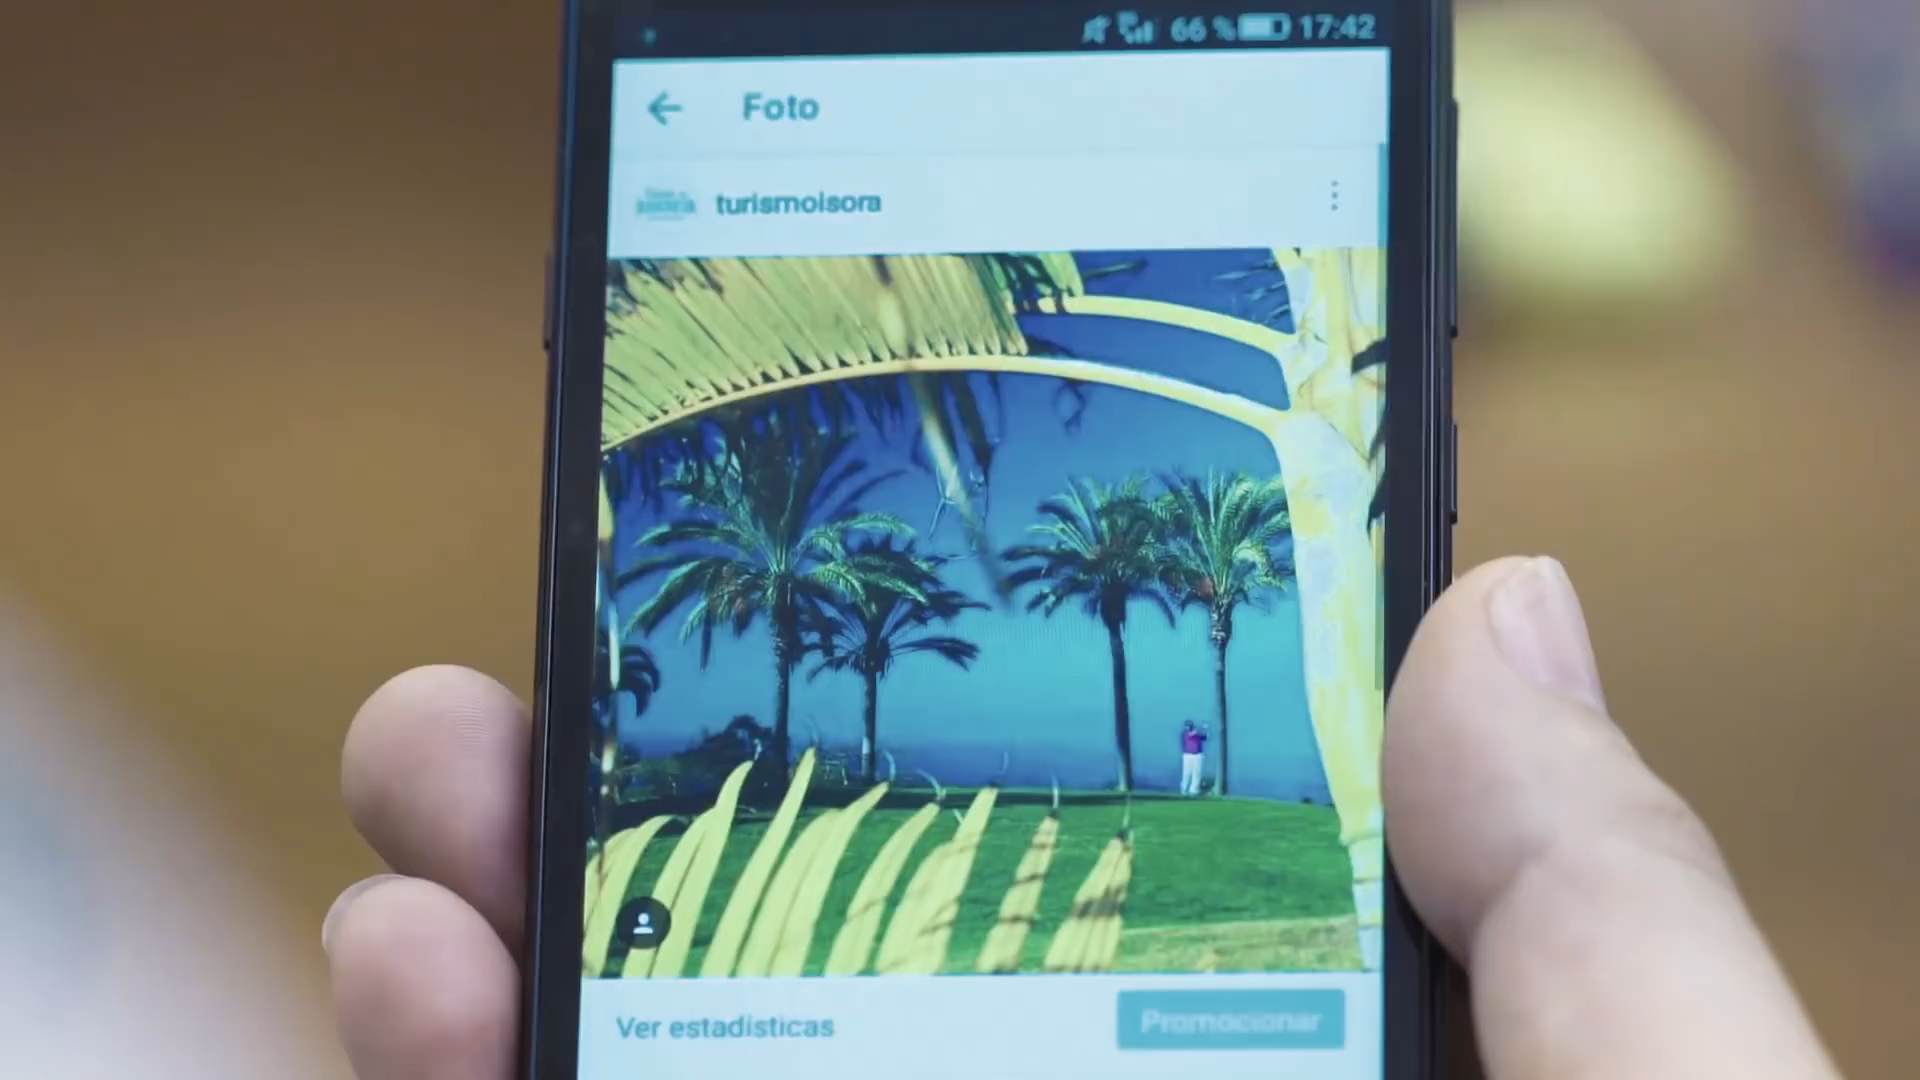 66 % 17:42
Foto
turismoisora
Ver estadísticas
Promocionar